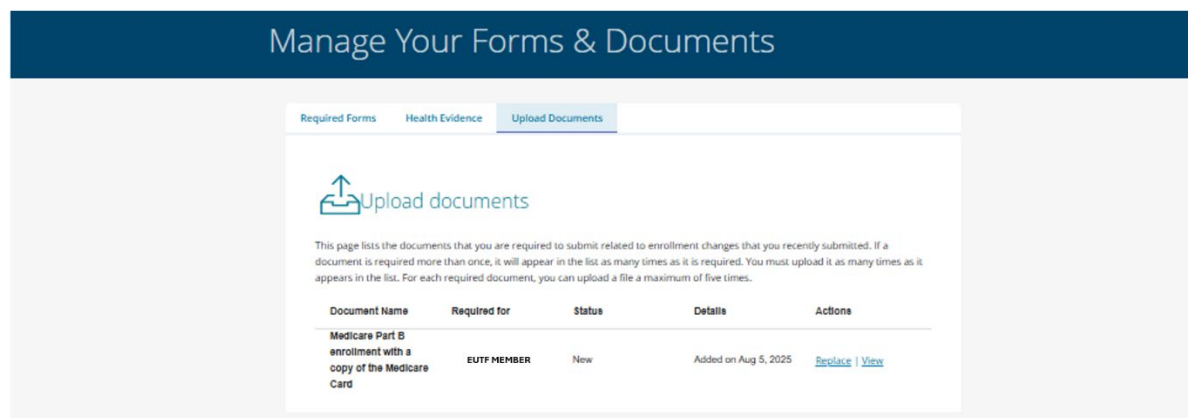 Manage Your Forms & Documents
Required Forms Health Evidence Upload Documents
Upload documents
This page lists the documents that you are required to submit related to enrollment changes that you recently submitted. If a
document is required more than once, it will appear in the list as many times as it is required. You must upload it as many times as it
appears in the list. For each required document, you can upload a file a maximum of five times.
Document Name Required for Status Details Actions
Medicare Part B
enrollment with a
copy of the Medicare
Card
EUTF MEMBER New Added on Aug 5, 2025 Replace | View